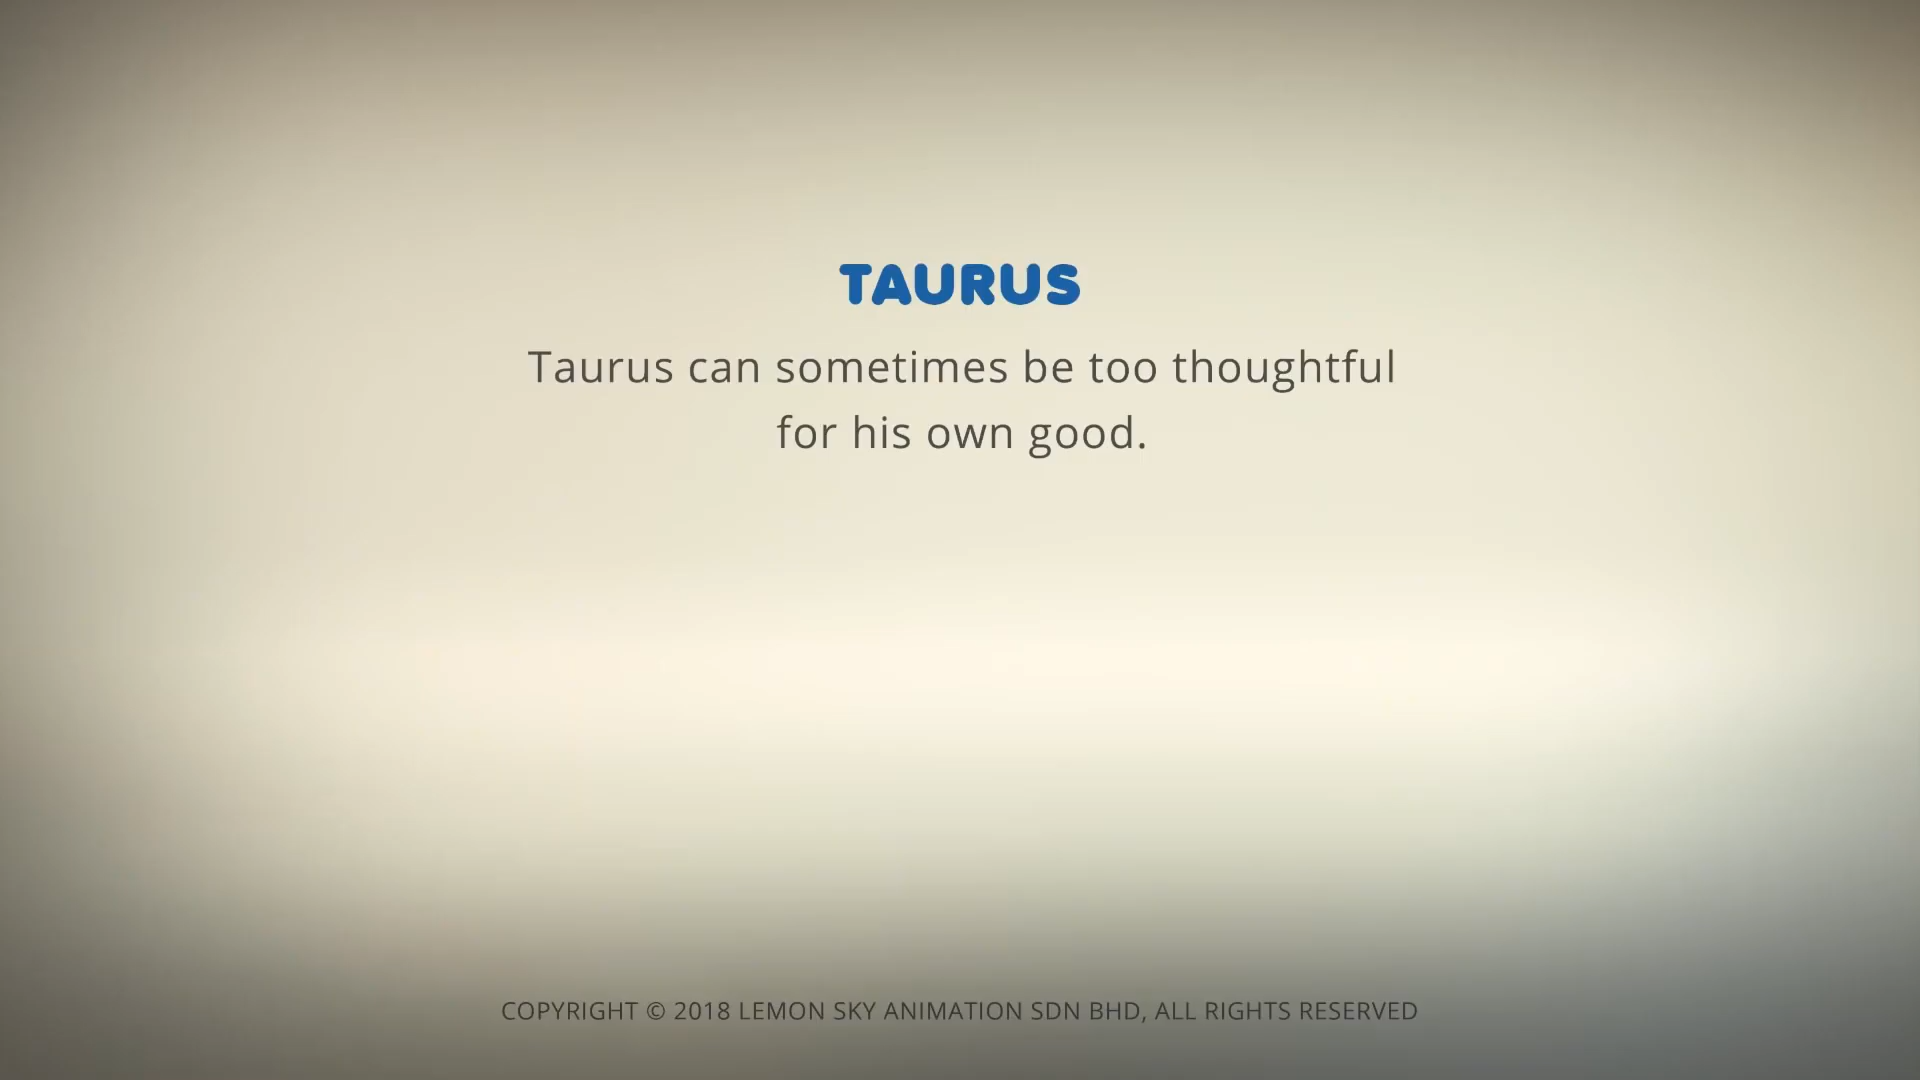 TAURUS
Taurus can sometimes be too thoughtful
for his own good.
COPYRIGHT © 2018 LEMON SKY ANIMATION SDN BHD, ALL RIGHTS RESERVED